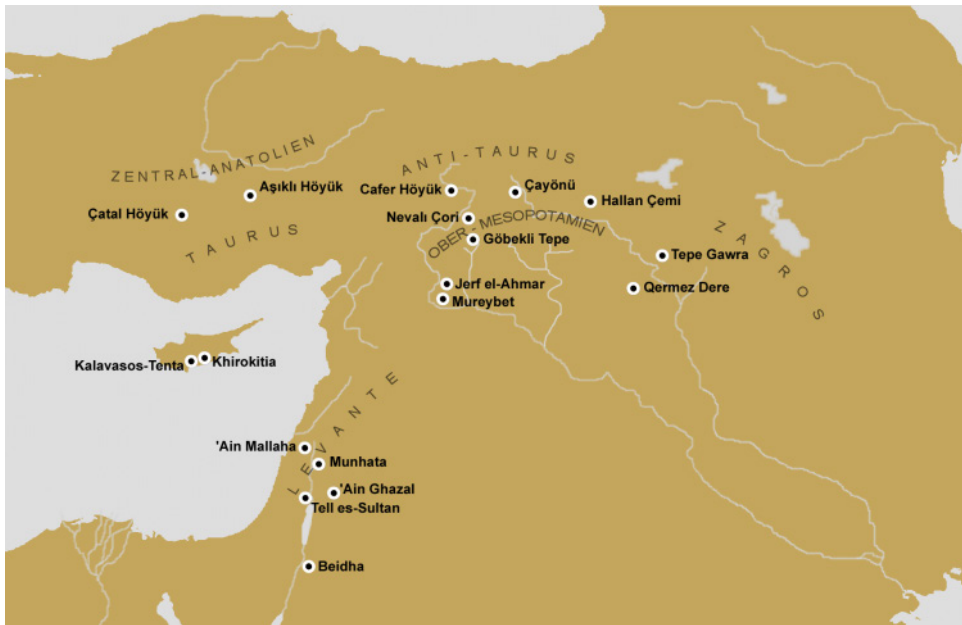 ZENTRAL-ANATOLIEN
ANTI-TAURUS
Aşıklı Höyük
Cafer Höyük
Çayönü
Hallan Çemi
Çatal Höyük
Nevalı Çori
OBER-MESOPOTAMIEN
TAURUS
Göbekli Tepe
ZAGROS
Tepe Gawra
Jerf el-Ahmar
Qermez Dere
Mureybet
Kalavasos-Tenta
Khirokitia
LEVANTE
'Ain Mallaha
Munhata
'Ain Ghazal
Tell es-Sultan
Beidha